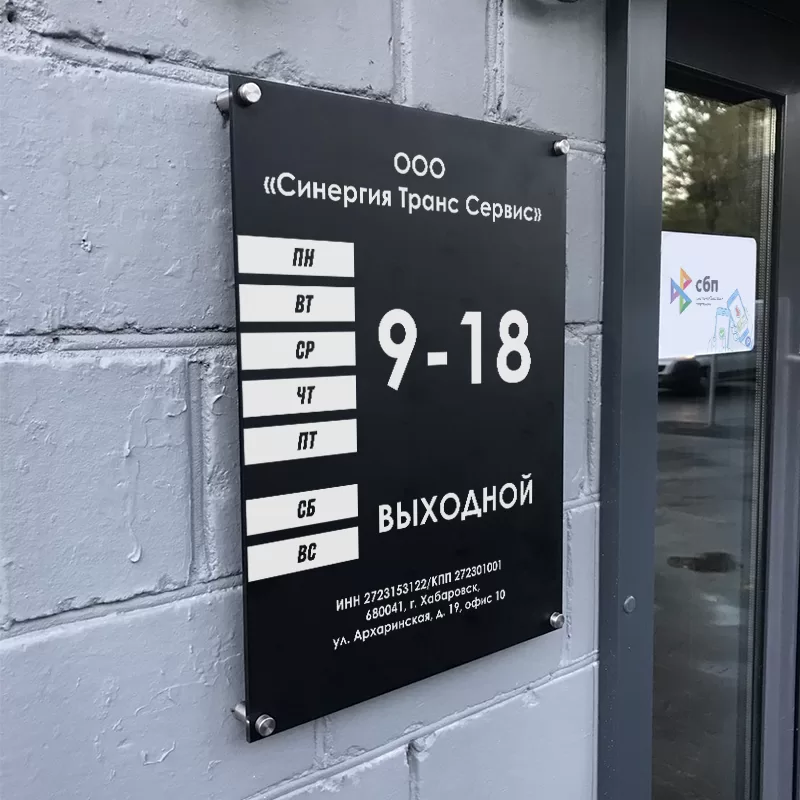 ООО
«Синергия Транс Сервис»
ПН
ВТ
СР
ЧТ
ПТ
9-18
СБ
ВС
ВЫХОДНОЙ
ИНН 2723153122/КПП 272301001
680041, г. Хабаровск,
ул. Архаринская, д. 19, офис 10
сбп